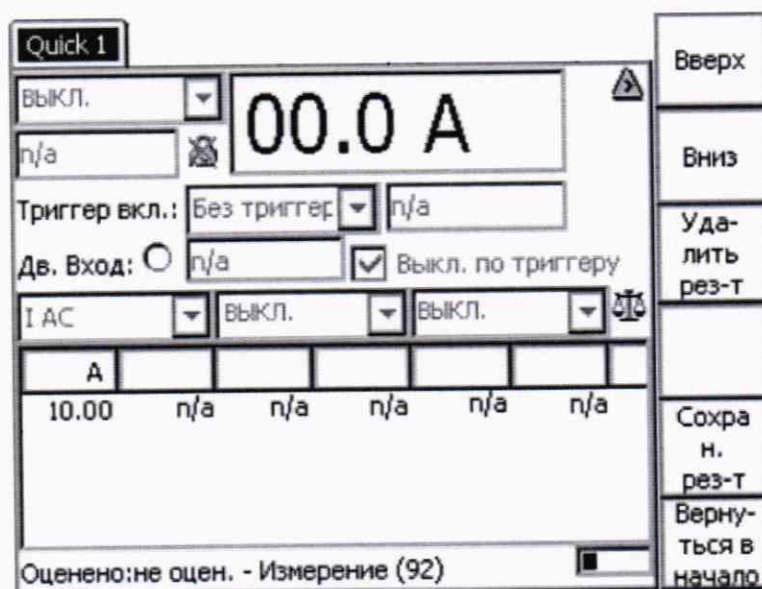 Quick 1
ВЫКЛ.
00.0 A
n/a
Триггер вкл.: Без триггер n/a
Дв. Вход: n/a Выкл. по триггеру
I AC ВЫКЛ. ВЫКЛ.
A
10.00 n/a n/a n/a n/a n/a
Оценено:не оцен. - Измерение (92)
Вверх
Вниз
Уда-
лить
рез-т
Сохра
н.
рез-т
Верну-
ться в
начало